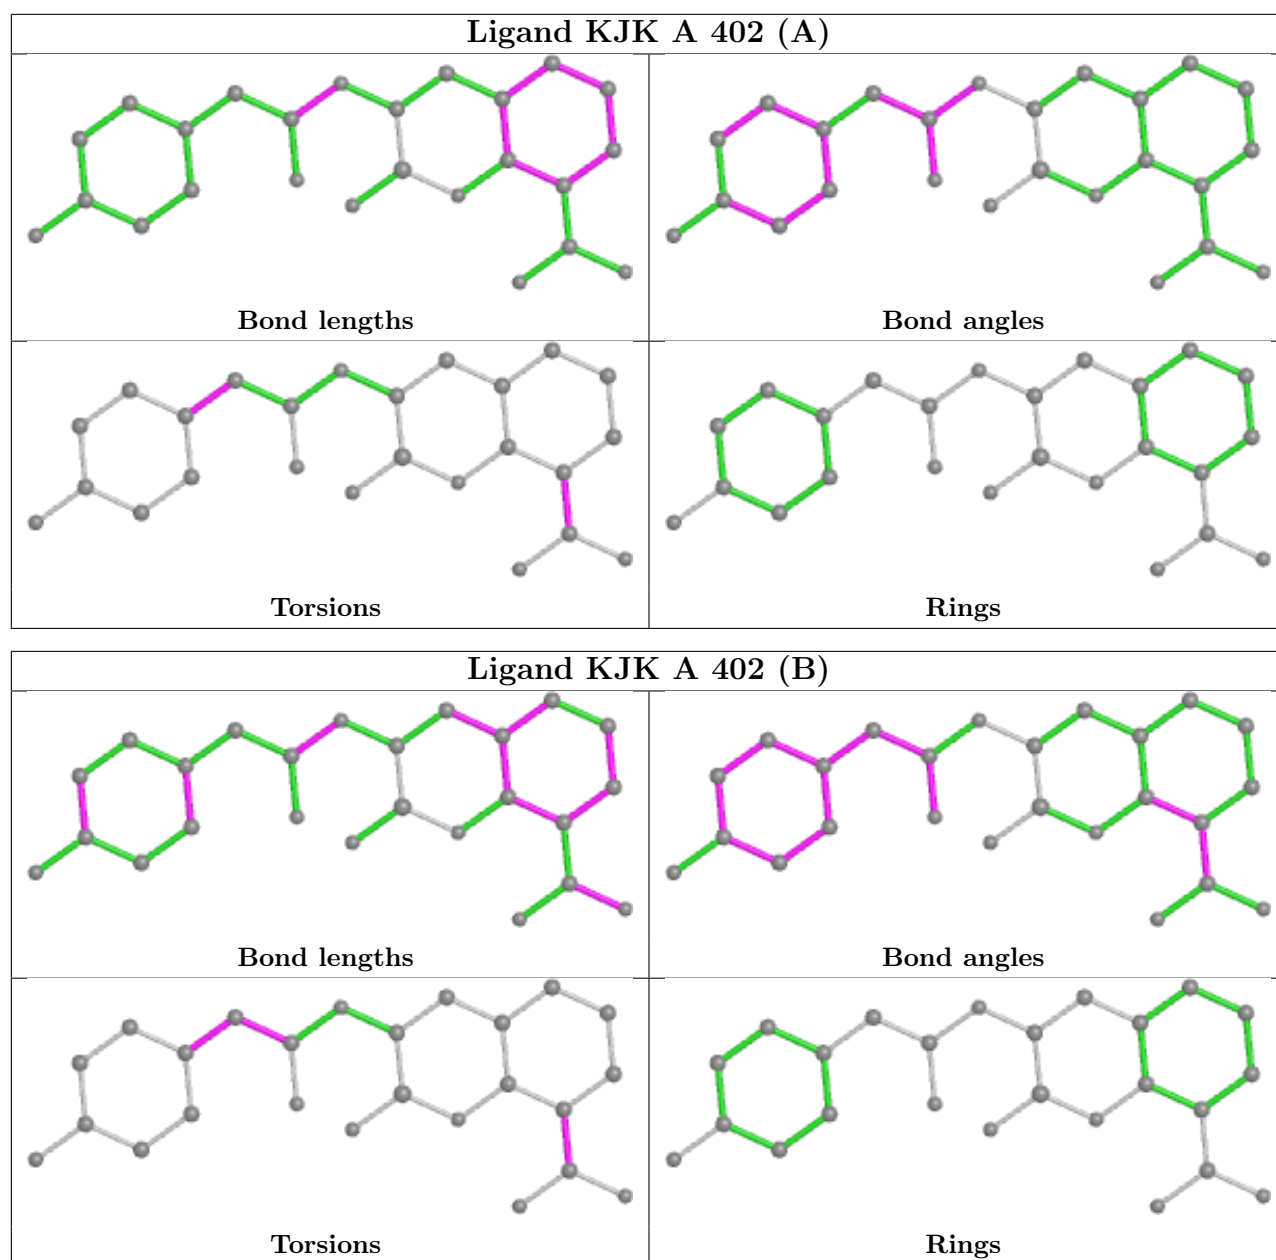 Ligand KJK A 402 (A)
Bond lengths
Bond angles
Torsions
Rings
Ligand KJK A 402 (B)
Bond lengths
Bond angles
Torsions
Rings